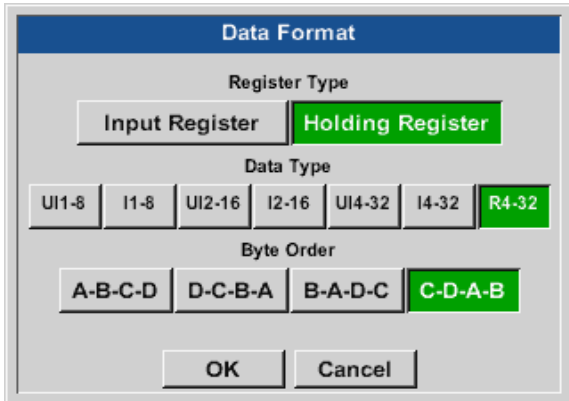 Data Format
Register Type
Input Register Holding Register
Data Type
UI1-8 I1-8 UI2-16 I2-16 UI4-32 I4-32 R4-32
Byte Order
A-B-C-D D-C-B-A B-A-D-C C-D-A-B
OK Cancel